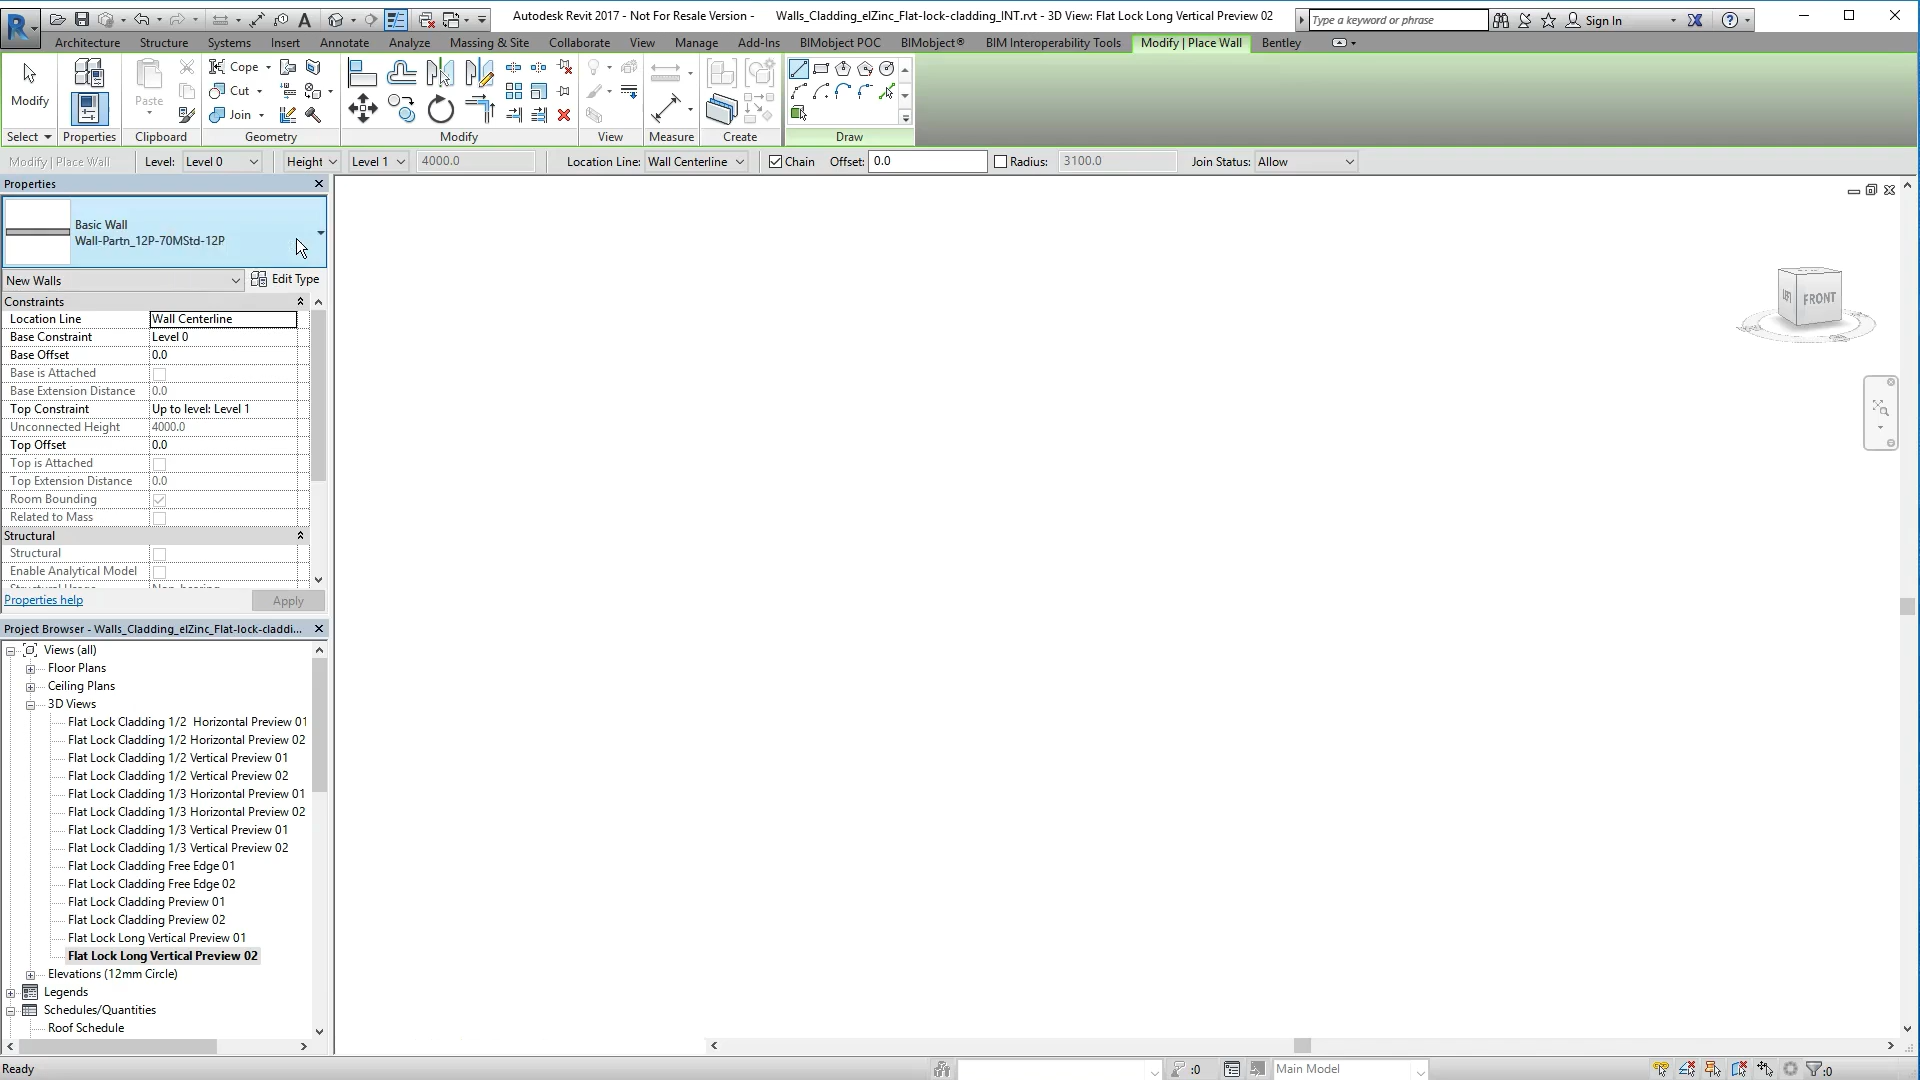 Autodesk Revit 2017 - Not For Resale Version -    Walls_Cladding_elZinc_Flat-lock-cladding_INT.rvt - 3D View: Flat Lock Long Vertical Preview 02
Type a keyword or phrase
Sign In
Architecture Structure Systems Insert Annotate Analyze Massing & Site Collaborate View Manage Add-Ins BIMobject POC BIMobject® BIM Interoperability Tools Modify | Place Wall Bentley
Modify
Paste
Cope
Cut
Join
Select Properties Clipboard Geometry Modify View Measure Create Draw
Modify | Place Wall Level: Level 0 Height Level 1 4000.0 Location Line: Wall Centerline Chain Offset: 0.0 Radius: 3100.0 Join Status: Allow
Properties
Basic Wall
Wall-Partn_12P-70MStd-12P
New Walls Edit Type
Constraints
Location Line Wall Centerline
Base Constraint Level 0
Base Offset 0.0
Base is Attached
Base Extension Distance 0.0
Top Constraint Up to level: Level 1
Unconnected Height 4000.0
Top Offset 0.0
Top is Attached
Top Extension Distance 0.0
Room Bounding
Related to Mass
Structural
Structural
Enable Analytical Model
Properties help Apply
Project Browser - Walls_Cladding_elZinc_Flat-lock-claddi...
Views (all)
Floor Plans
Ceiling Plans
3D Views
Flat Lock Cladding 1/2  Horizontal Preview 01
Flat Lock Cladding 1/2 Horizontal Preview 02
Flat Lock Cladding 1/2 Vertical Preview 01
Flat Lock Cladding 1/2 Vertical Preview 02
Flat Lock Cladding 1/3 Horizontal Preview 01
Flat Lock Cladding 1/3 Horizontal Preview 02
Flat Lock Cladding 1/3 Vertical Preview 01
Flat Lock Cladding 1/3 Vertical Preview 02
Flat Lock Cladding Free Edge 01
Flat Lock Cladding Free Edge 02
Flat Lock Cladding Preview 01
Flat Lock Cladding Preview 02
Flat Lock Long Vertical Preview 01
Flat Lock Long Vertical Preview 02
Elevations (12mm Circle)
Legends
Schedules/Quantities
Roof Schedule
FRONT
Ready
:0
Main Model
:0